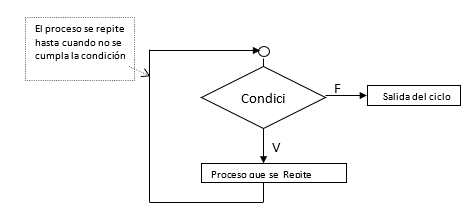 El proceso se repite
hasta cuando no se
cumpla la condición
Condici
F
Salida del ciclo
V
Proceso que se Repite